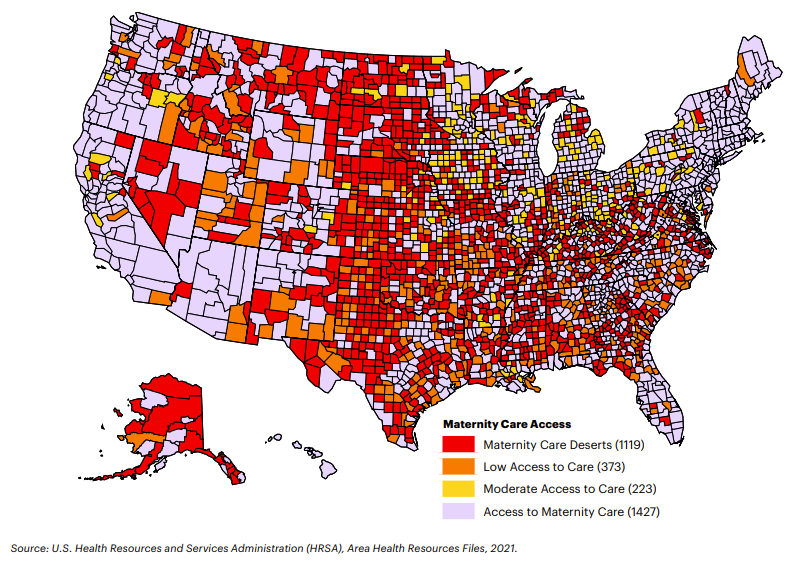 Maternity Care Access
Maternity Care Deserts (1119)
Low Access to Care (373)
Moderate Access to Care (223)
Access to Maternity Care (1427)
Source: U.S. Health Resources and Services Administration (HRSA), Area Health Resources Files, 2021.